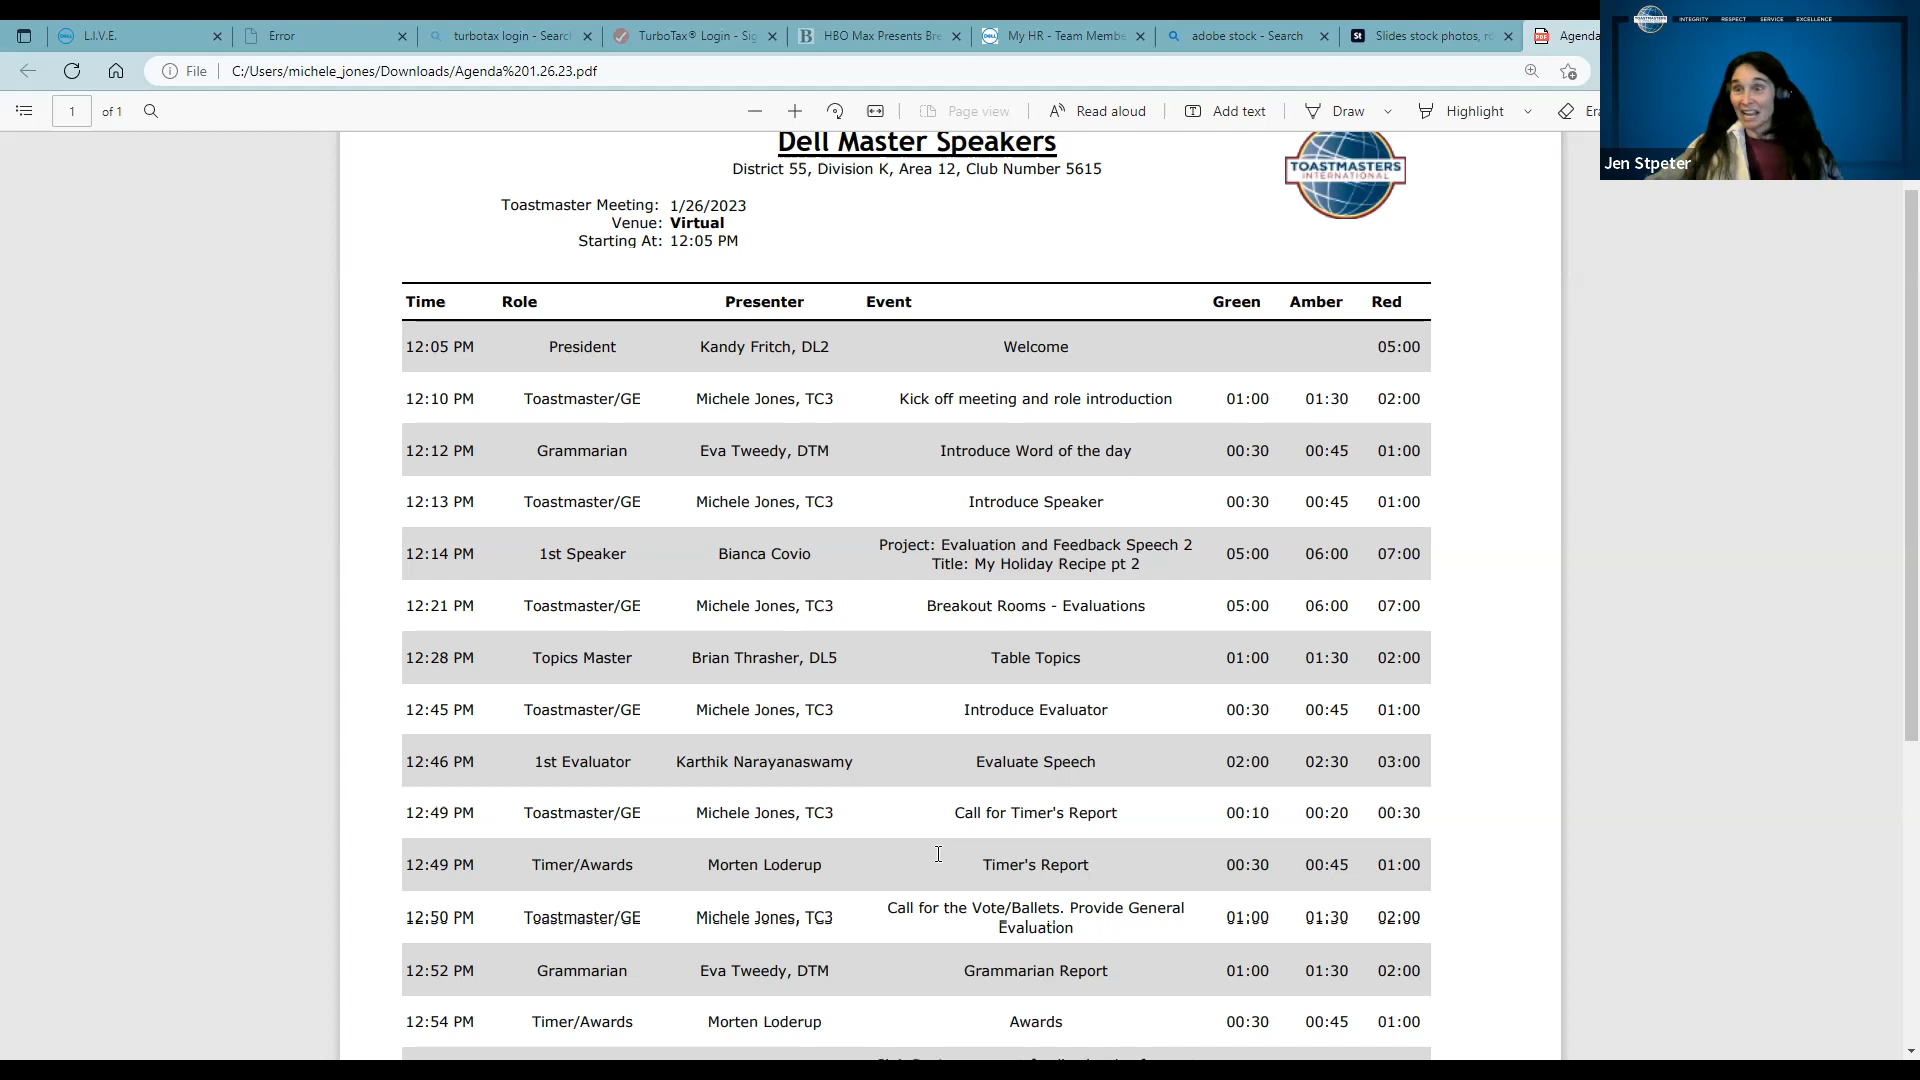 L.I.V.E.
Error
turbotax login - Searc
TurboTax® Login - Sig
HBO Max Presents Bre
My HR - Team Membe
adobe stock - Search
Slides stock photos, ro
Agenda
File C:/Users/michele_jones/Downloads/Agenda%201.26.23.pdf
1 of 1 Page view Read aloud Add text Draw Highlight Era
TOASTMASTERS INTEGRITY RESPECT SERVICE EXCELLENCE
Jen Stpeter
Dell Master Speakers
District 55, Division K, Area 12, Club Number 5615
TOASTMASTERS
INTERNATIONAL
Toastmaster Meeting: 1/26/2023
Venue: Virtual
Starting At: 12:05 PM
Time Role Presenter Event Green Amber Red
12:05 PM President Kandy Fritch, DL2 Welcome 05:00
12:10 PM Toastmaster/GE Michele Jones, TC3 Kick off meeting and role introduction 01:00 01:30 02:00
12:12 PM Grammarian Eva Tweedy, DTM Introduce Word of the day 00:30 00:45 01:00
12:13 PM Toastmaster/GE Michele Jones, TC3 Introduce Speaker 00:30 00:45 01:00
12:14 PM 1st Speaker Bianca Covio Project: Evaluation and Feedback Speech 2 05:00 06:00 07:00
Title: My Holiday Recipe pt 2
12:21 PM Toastmaster/GE Michele Jones, TC3 Breakout Rooms - Evaluations 05:00 06:00 07:00
12:28 PM Topics Master Brian Thrasher, DL5 Table Topics 01:00 01:30 02:00
12:45 PM Toastmaster/GE Michele Jones, TC3 Introduce Evaluator 00:30 00:45 01:00
12:46 PM 1st Evaluator Karthik Narayanaswamy Evaluate Speech 02:00 02:30 03:00
12:49 PM Toastmaster/GE Michele Jones, TC3 Call for Timer's Report 00:10 00:20 00:30
12:49 PM Timer/Awards Morten Loderup Timer's Report 00:30 00:45 01:00
12:50 PM Toastmaster/GE Michele Jones, TC3 Call for the Vote/Ballets. Provide General 01:00 01:30 02:00
Evaluation
12:52 PM Grammarian Eva Tweedy, DTM Grammarian Report 01:00 01:30 02:00
12:54 PM Timer/Awards Morten Loderup Awards 00:30 00:45 01:00